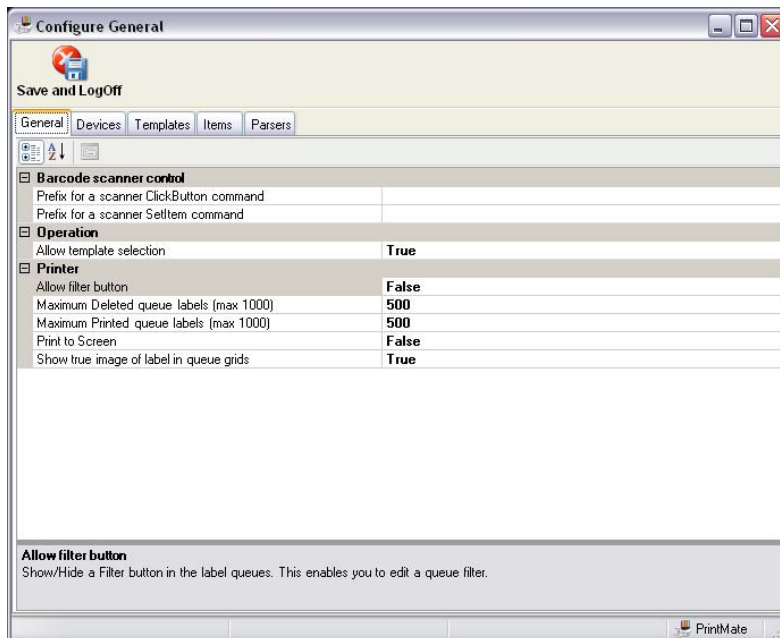 Configure General
Save and LogOff
General Devices Templates Items Parsers
Barcode scanner control
Prefix for a scanner ClickButton command
Prefix for a scanner SetItem command
Operation
Allow template selection True
Printer
Allow filter button False
Maximum Deleted queue labels (max 1000) 500
Maximum Printed queue labels (max 1000) 500
Print to Screen False
Show true image of label in queue grids True
Allow filter button
Show/Hide a Filter button in the label queues. This enables you to edit a queue filter.
PrintMate